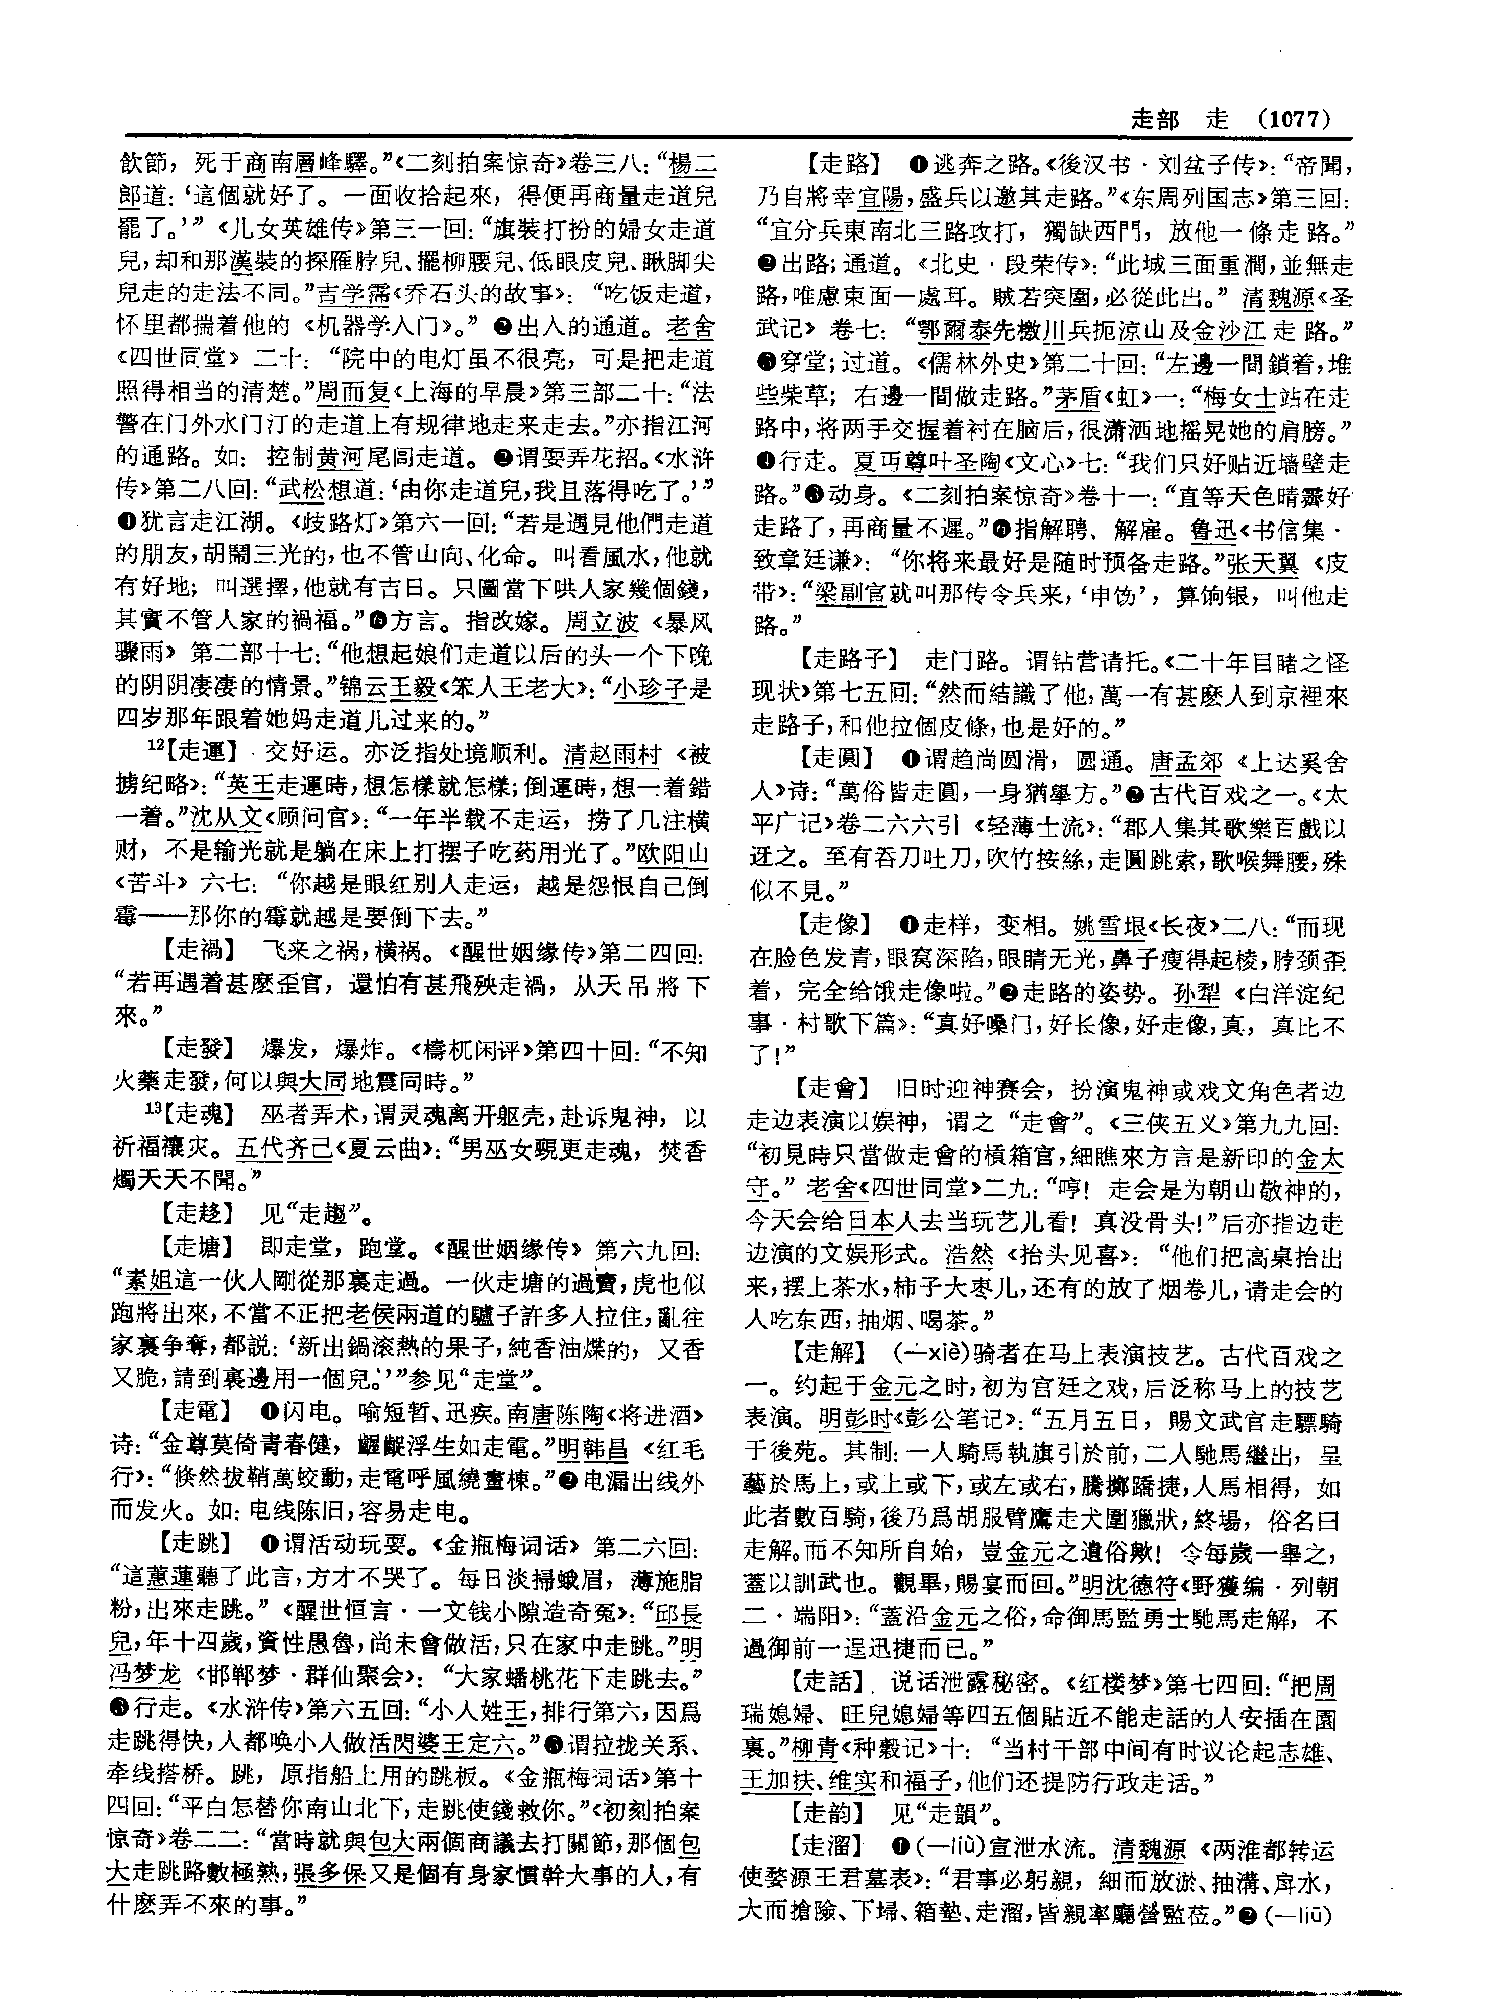 走部　走　(1077)
飲節，死于商南層峰驛。”《二刻拍案惊奇》卷三八：“楊二
郎道：‘這個就好了。一面收拾起來，得便再商量走道兒
罷了。’”《儿女英雄传》第三一回：“旗裝打扮的婦女走道
兒，却和那漢裝的探雁脖兒、擺柳腰兒、低眼皮兒、瞅脚尖
兒走的走法不同。”吉学霈《乔石头的故事》：“吃饭走道，
怀里都揣着他的《机器学入门》。”❷出入的通道。老舍
《四世同堂》二十：“院中的电灯虽不很亮，可是把走道
照得相当的清楚。”周而复《上海的早晨》第三部二十：“法
警在门外水门汀的走道上有规律地走来走去。”亦指江河
的通路。如：控制黄河尾闾走道。❸谓耍弄花招。《水浒
传》第二八回：“武松想道：‘由你走道兒，我且落得吃了。’”
❹犹言走江湖。《歧路灯》第六一回：“若是遇見他們走道
的朋友，胡鬧三光的，也不管山向、化命。叫看風水，他就
有好地；叫選擇，他就有吉日。只圖當下哄人家幾個錢，
其實不管人家的禍福。”❺方言。指改嫁。周立波《暴风
骤雨》第二部十七：“他想起娘们走道以后的头一个下晚
的阴阴凄凄的情景。”锦云王毅《笨人王老大》：“小珍子是
四岁那年跟着她妈走道儿过来的。”
12【走運】 交好运。亦泛指处境顺利。清赵雨村《被
掳纪略》：“英王走運時，想怎樣就怎樣；倒運時，想一着錯
一着。”沈从文《顾问官》：“一年半载不走运，捞了几注横
财，不是输光就是躺在床上打摆子吃药用光了。”欧阳山
《苦斗》六七：“你越是眼红别人走运，越是怨恨自己倒
霉——那你的霉就越是要倒下去。”
【走禍】 飞来之祸，横祸。《醒世姻缘传》第二四回：
“若再遇着甚麽歪官，還怕有甚飛殃走禍，从天吊將下
來。”
【走發】 爆发，爆炸。《檮杌闲评》第四十回：“不知
火藥走發，何以與大同地震同時。”
13【走魂】 巫者弄术，谓灵魂离开躯壳，赴诉鬼神，以
祈福禳灾。五代齐己《夏云曲》：“男巫女覡更走魂，焚香
燭天天不聞。”
【走趂】 见“走趨”。
【走塘】 即走堂，跑堂。《醒世姻缘传》第六九回：
“素姐這一伙人剛從那裏走過。一伙走塘的過賣，虎也似
跑將出來，不當不正把老侯兩道的驢子許多人拉住，亂往
家裏争奪，都説：‘新出鍋滚熱的果子，純香油煠的，又香
又脆，請到裏邊用一個兒。’”参见“走堂”。
【走電】 ❶闪电。喻短暂、迅疾。南唐陈陶《将进酒》
诗：“金尊莫倚青春健，齷齪浮生如走電。”明韩昌《红毛
行》：“倏然拔鞘萬蛟動，走電呼風繞畫棟。”❷电漏出线外
而发火。如：电线陈旧，容易走电。
【走跳】 ❶谓活动玩耍。《金瓶梅词话》第二六回：
“這蕙蓮聽了此言，方才不哭了。每日淡掃蛾眉，薄施脂
粉，出來走跳。”《醒世恒言·一文钱小隙造奇冤》：“邱長
兒，年十四歲，資性愚魯，尚未會做活，只在家中走跳。”明
冯梦龙《邯郸梦·群仙聚会》：“大家蟠桃花下走跳去。”
❷行走。《水浒传》第六五回：“小人姓王，排行第六，因爲
走跳得快，人都唤小人做活閃婆王定六。”❸谓拉拢关系、
牵线搭桥。跳，原指船上用的跳板。《金瓶梅词话》第十
四回：“平白怎替你南山北下，走跳使錢救你。”《初刻拍案
惊奇》卷二二：“當時就與包大兩個商議去打關節，那個包
大走跳路數極熟，張多保又是個有身家慣幹大事的人，有
什麽弄不來的事。”
【走路】 ❶逃奔之路。《後汉书·刘盆子传》：“帝聞，
乃自將幸宜陽，盛兵以邀其走路。”《东周列国志》第三回：
“宜分兵東南北三路攻打，獨缺西門，放他一條走路。”
❷出路；通道。《北史·段荣传》：“此城三面重澗，並無走
路，唯慮東面一處耳。賊若突圍，必從此出。”清魏源《圣
武记》卷七：“鄂爾泰先檄川兵扼涼山及金沙江走路。”
❸穿堂；过道。《儒林外史》第二十回：“左邊一間鎖着，堆
些柴草；右邊一間做走路。”茅盾《虹》一：“梅女士站在走
路中，将两手交握着衬在脑后，很潇洒地摇晃她的肩膀。”
❹行走。夏丏尊叶圣陶《文心》七：“我们只好贴近墙壁走
路。”❺动身。《二刻拍案惊奇》卷十一：“直等天色晴霽好
走路了，再商量不遲。”❻指解聘、解雇。鲁迅《书信集·
致章廷谦》：“你将来最好是随时预备走路。”张天翼《皮
带》：“梁副官就叫那传令兵来，‘申饬’，算饷银，叫他走
路。”
【走路子】 走门路。谓钻营请托。《二十年目睹之怪
现状》第七五回：“然而結識了他，萬一有甚麽人到京裡來
走路子，和他拉個皮條，也是好的。”
【走圓】 ❶谓趋尚圆滑，圆通。唐孟郊《上达奚舍
人》诗：“萬俗皆走圓，一身猶學方。”❷古代百戏之一。《太
平广记》卷二六六引《轻薄士流》：“郡人集其歌樂百戲以
迓之。至有吞刀吐刀，吹竹按絲，走圓跳索，歌喉舞腰，殊
似不見。”
【走像】 ❶走样，变相。姚雪垠《长夜》二八：“而现
在脸色发青，眼窝深陷，眼睛无光，鼻子瘦得起棱，脖颈歪
着，完全给饿走像啦。”❷走路的姿势。孙犁《白洋淀纪
事·村歌下篇》：“真好嗓门，好长像，好走像，真，真比不
了！”
【走會】 旧时迎神赛会，扮演鬼神或戏文角色者边
走边表演以娱神，谓之“走會”。《三侠五义》第九九回：
“初見時只當做走會的槓箱官，細瞧來方言是新印的金太
守。”老舍《四世同堂》二九：“哼！走会是为朝山敬神的，
今天会给日本人去当玩艺儿看！真没骨头！”后亦指边走
边演的文娱形式。浩然《抬头见喜》：“他们把高桌抬出
来，摆上茶水，柿子大枣儿，还有的放了烟卷儿，请走会的
人吃东西，抽烟、喝茶。”
【走解】 (—xiè)骑者在马上表演技艺。古代百戏之
一。约起于金元之时，初为宫廷之戏，后泛称马上的技艺
表演。明彭时《彭公笔记》：“五月五日，賜文武官走驃騎
于後苑。其制：一人騎馬執旗引於前，二人馳馬繼出，呈
藝於馬上，或上或下，或左或右，騰擲蹻捷，人馬相得，如
此者數百騎，後乃爲胡服臂鷹走犬圍獵狀，終場，俗名曰
走解。而不知所自始，豈金元之遺俗歟！今每歲一舉之，
蓋以訓武也。觀畢，賜宴而回。”明沈德符《野獲编·列朝
二·端阳》：“蓋沿金元之俗，命御馬監勇士馳馬走解，不
過御前一逞迅捷而已。”
【走話】 说话泄露秘密。《红楼梦》第七四回：“把周
瑞媳婦、旺兒媳婦等四五個貼近不能走話的人安插在園
裏。”柳青《种穀记》十：“当村干部中间有时议论起志雄、
王加扶、维实和福子，他们还提防行政走话。”
【走韵】 见“走韻”。
【走溜】 ❶(—liù)宣泄水流。清魏源《两淮都转运
使婺源王君墓表》：“君事必躬親，細而放淤、抽溝、戽水，
大而搶險、下埽、箱墊、走溜，皆親率廳營監莅。”❷(—liū)